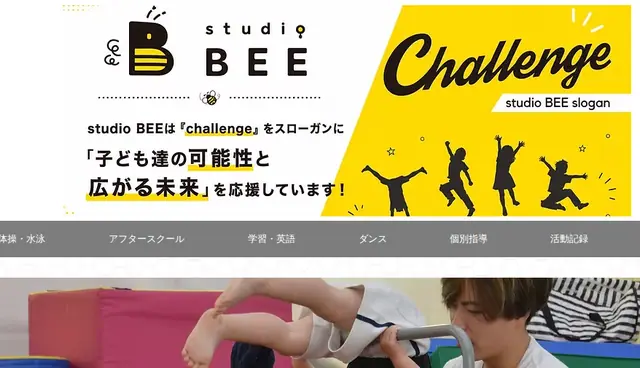 studio
BEE
Challenge
studio BEE slogan
studio BEEは『challenge』をスローガンに
「子ども達の可能性と
広がる未来」を応援しています!
体操・水泳 アフタースクール 学習・英語 ダンス 個別指導 活動記録